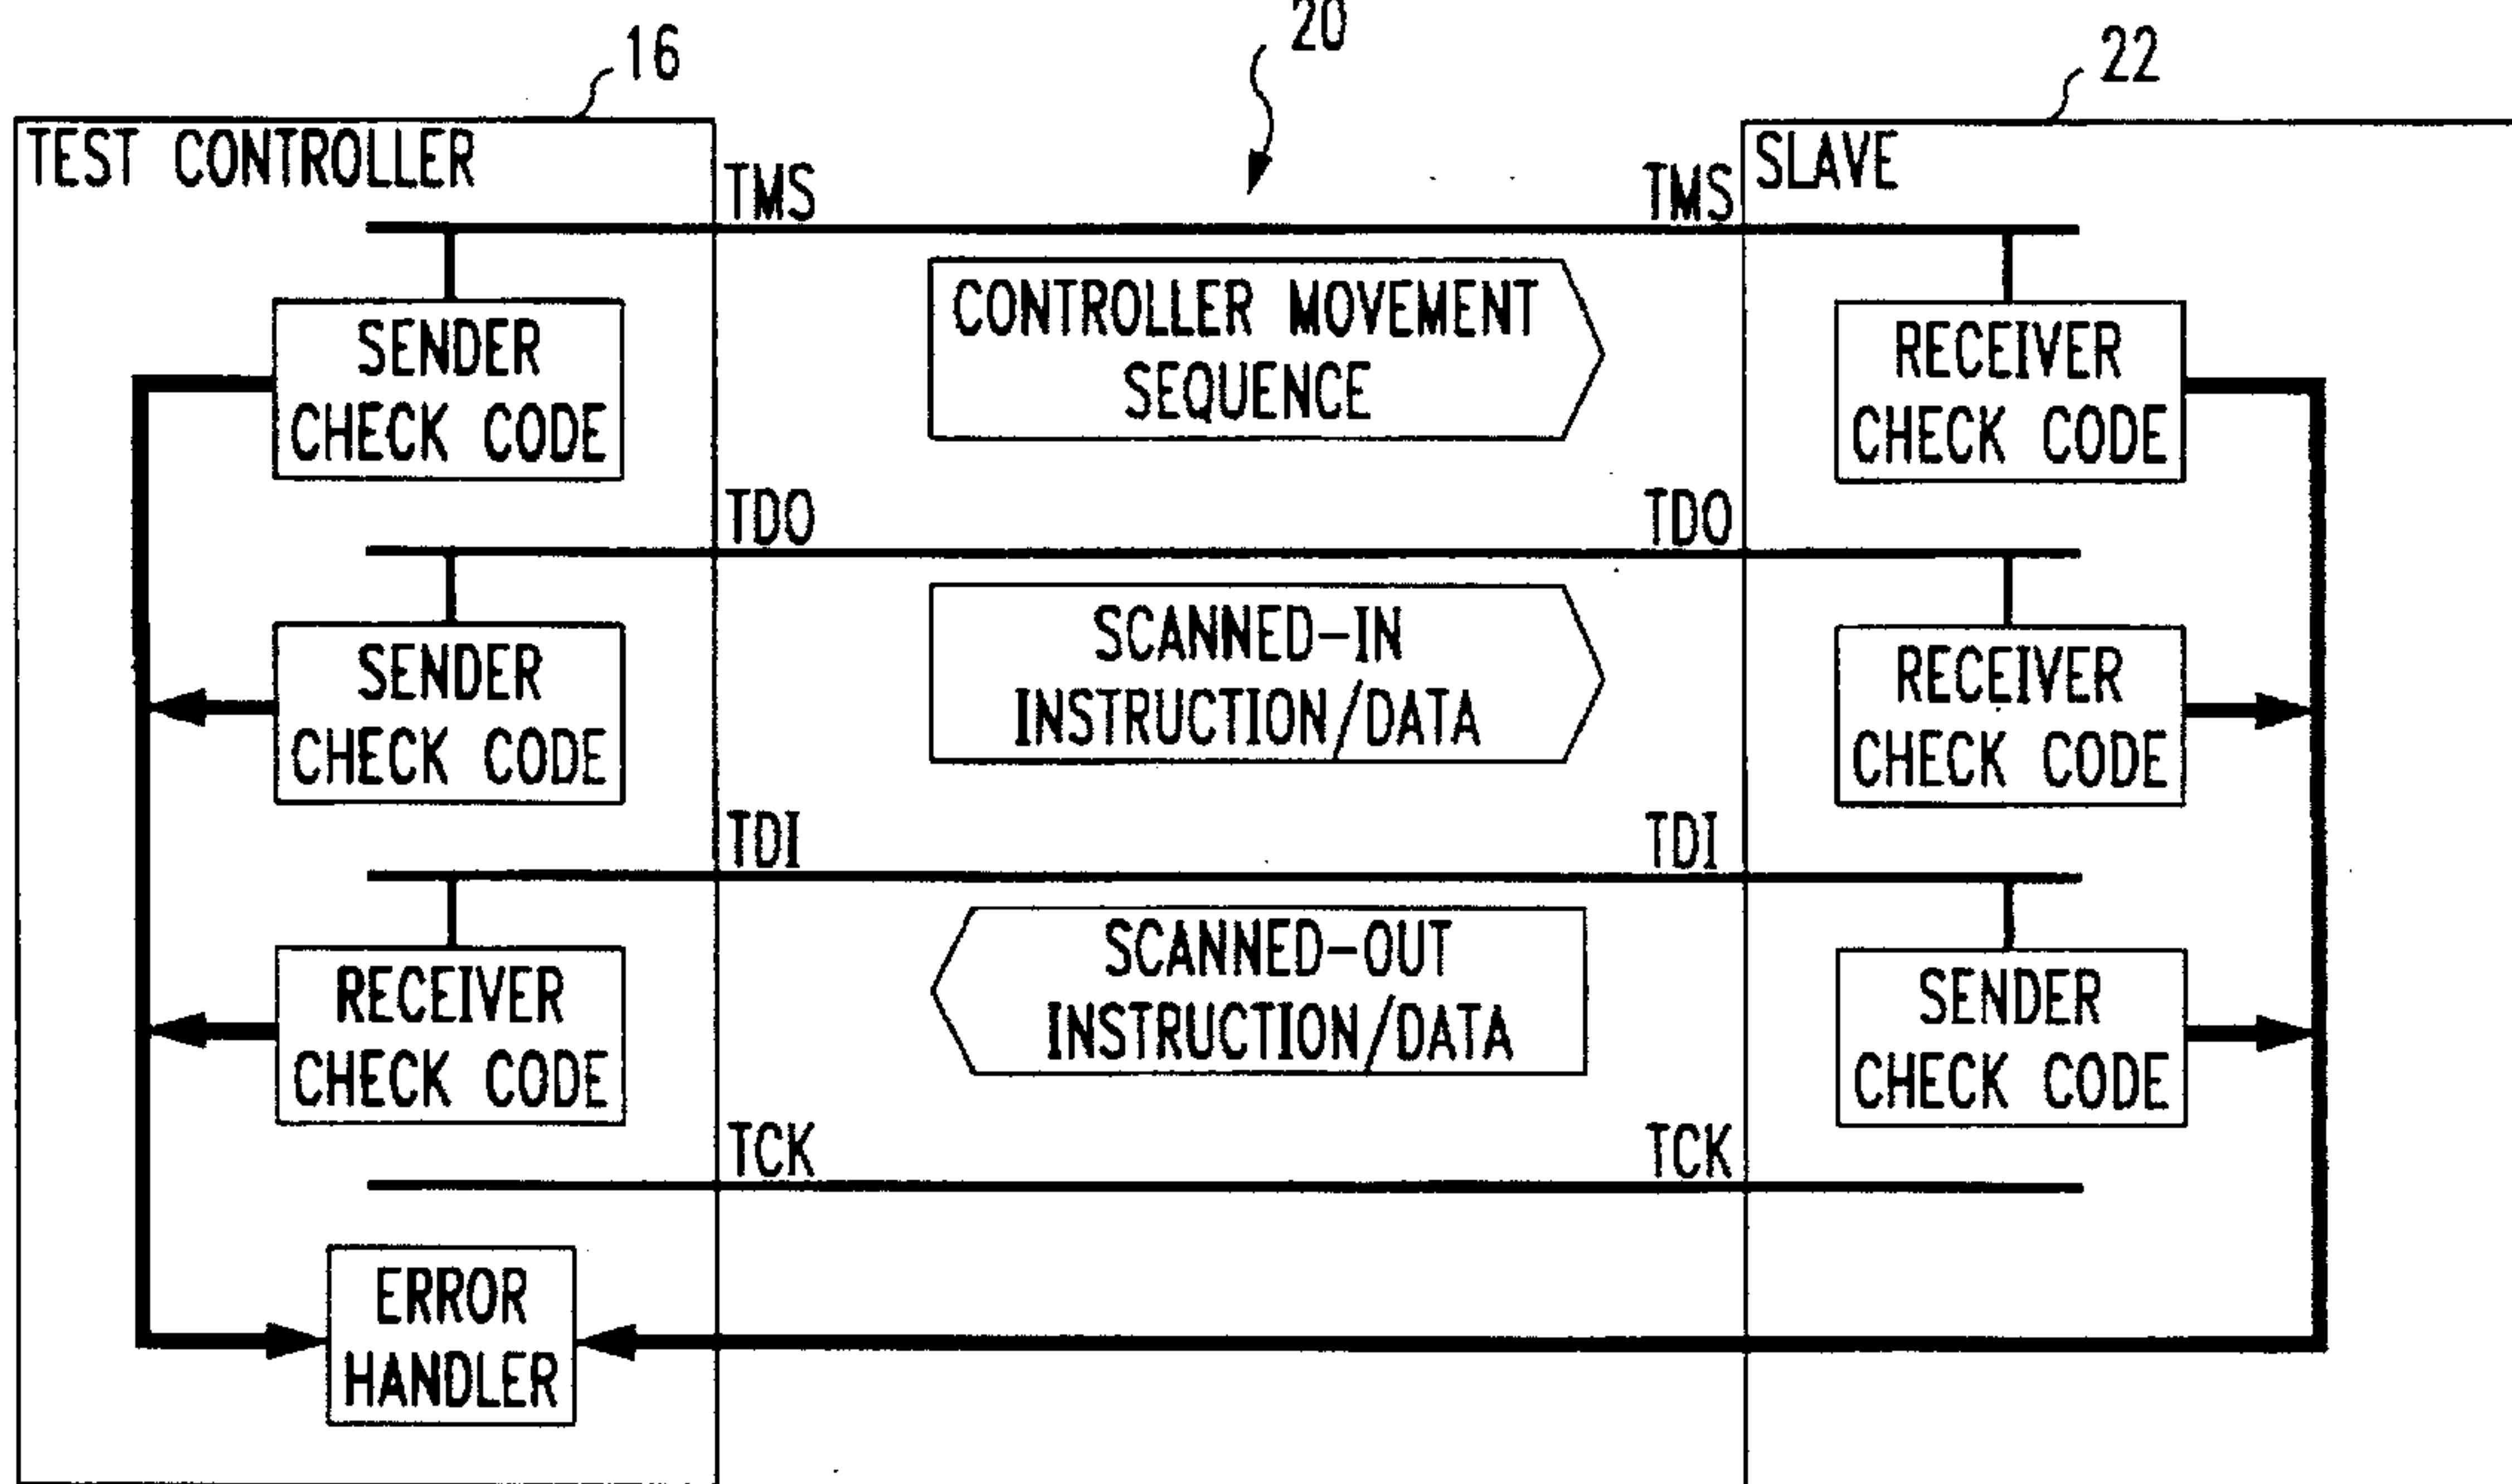 16
20
22
TEST CONTROLLER
SLAVE
TMS
TMS
CONTROLLER MOVEMENT
SEQUENCE
SENDER
CHECK CODE
RECEIVER
CHECK CODE
TDO
TDO
SCANNED-IN
INSTRUCTION/DATA
SENDER
CHECK CODE
RECEIVER
CHECK CODE
TDI
TDI
SCANNED-OUT
INSTRUCTION/DATA
RECEIVER
CHECK CODE
SENDER
CHECK CODE
TCK
TCK
ERROR
HANDLER